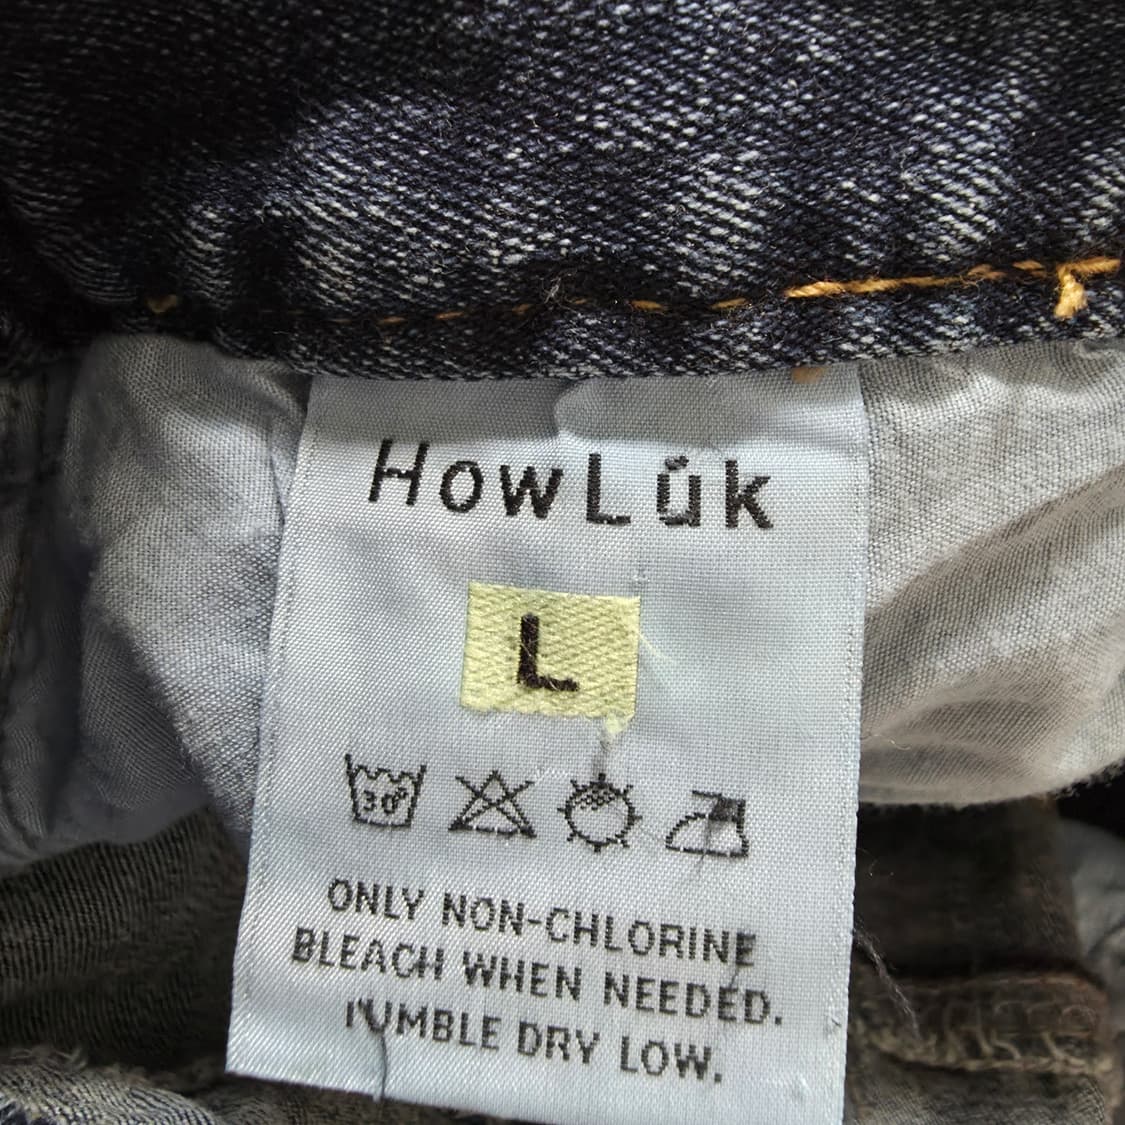 HowLúk
L
30°
ONLY NON-CHLORINE
BLEACH WHEN NEEDED.
TUMBLE DRY LOW.